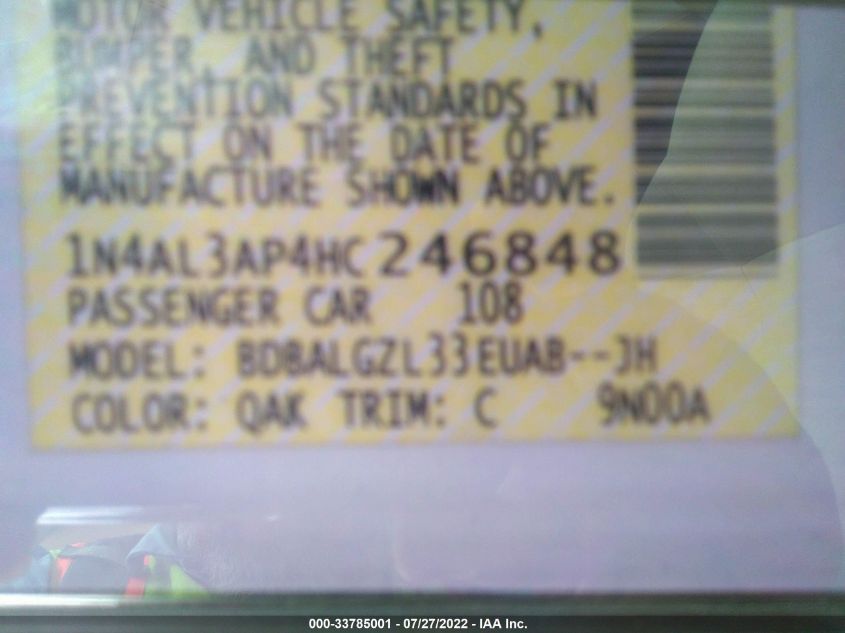 MOTOR VEHICLE SAFETY,
BUMPER, AND THEFT
PREVENTION STANDARDS IN
EFFECT ON THE DATE OF
MANUFACTURE SHOWN ABOVE.
1N4AL3AP4HC246848
PASSENGER CAR 108
MODEL: BDBALGZL33EUAB--JH
COLOR: QAK TRIM: C 9N00A
000-33785001 - 07/27/2022 - IAA Inc.